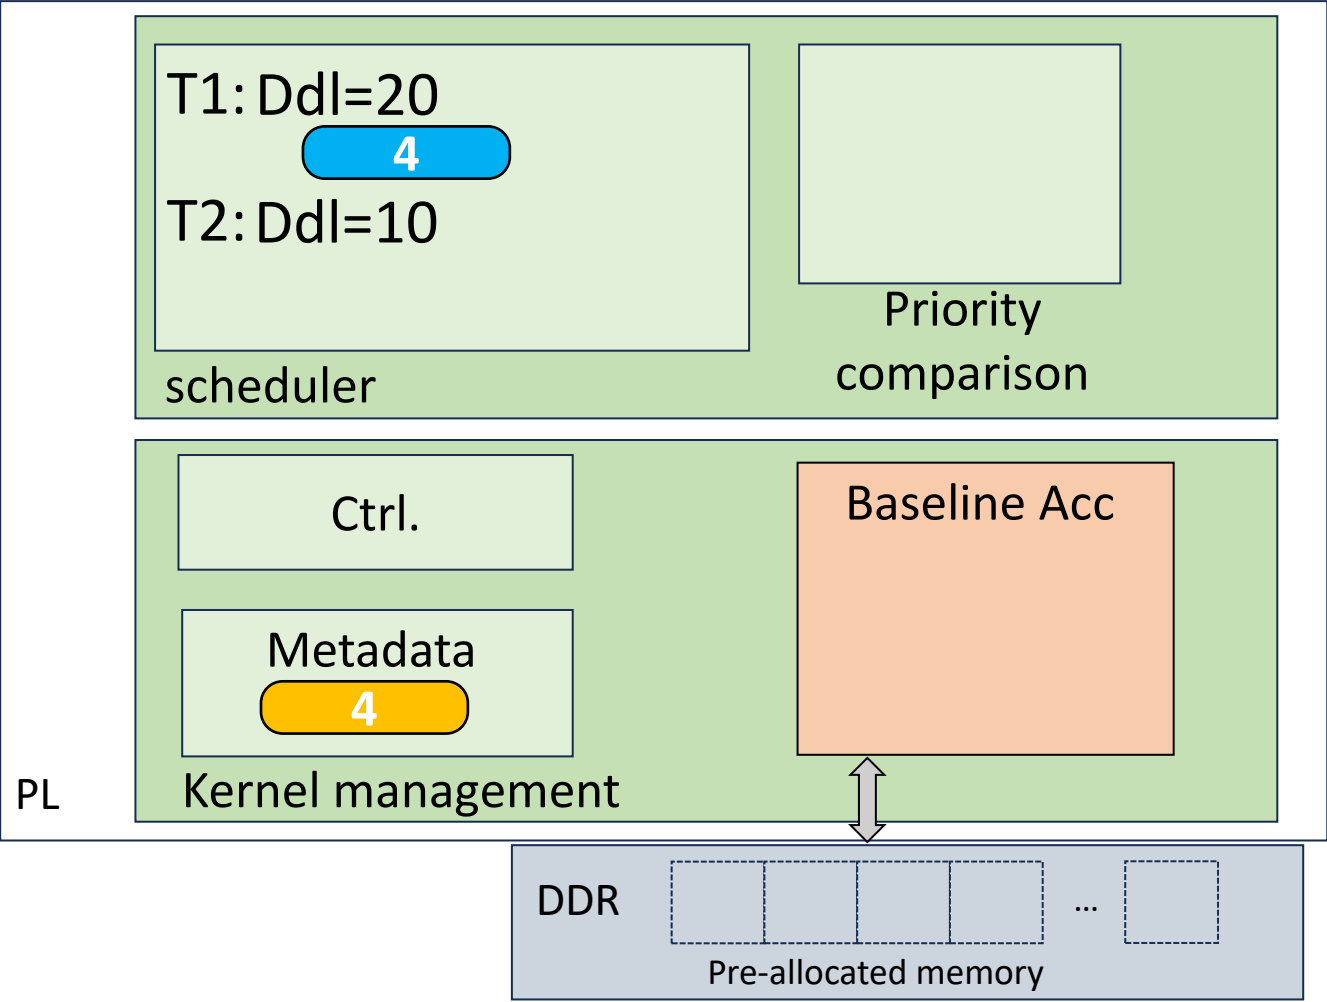 T1: Ddl=20
4
T2: Ddl=10
scheduler
Priority
comparison
Ctrl.
Baseline Acc
Metadata
4
Kernel management
PL
DDR
...
Pre-allocated memory